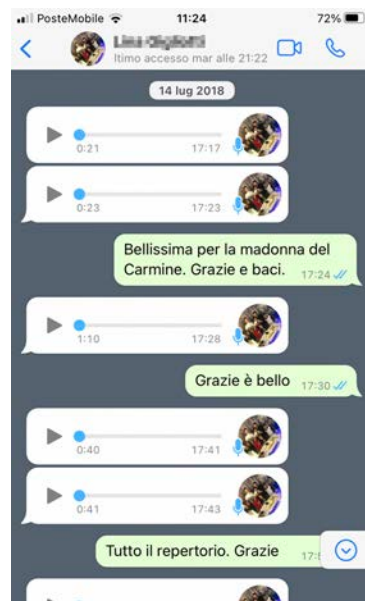 PosteMobile 11:24 72%
ltimo accesso mar alle 21:22
14 lug 2018
0:21 17:17
0:23 17:23
Bellissima per la madonna del
Carmine. Grazie e baci. 17:24
1:10 17:28
Grazie è bello 17:30
0:40 17:41
0:41 17:43
Tutto il repertorio. Grazie